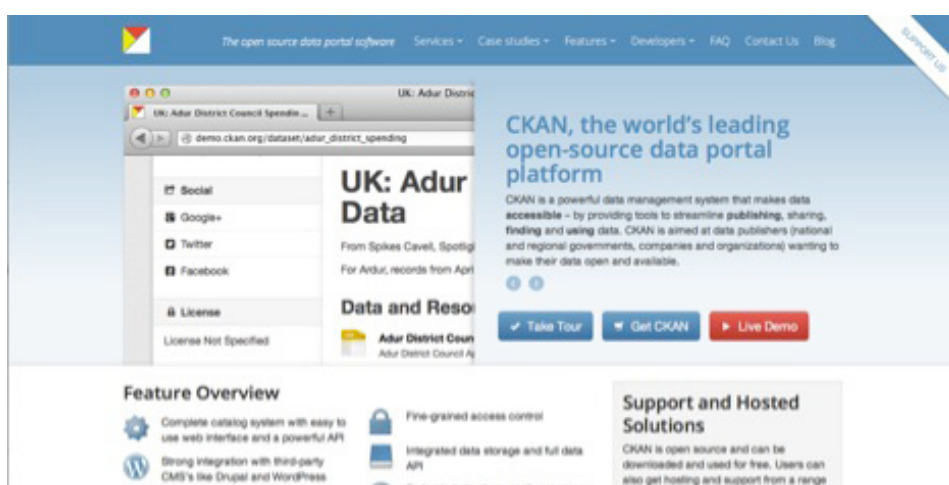 The open source data portal software Services Case studies Features Developers FAQ Contact Us Blog
SUPPORT US
UK: Adur Distric
UK: Adur District Council Spendin ...
demo.ckan.org/dataset/adur_district_spending
Social
Google+
Twitter
Facebook
License
License Not Specified
UK: Adur
Data
From Spikes Cavell, Spotlig
For Ardur, records from Apri
Data and Reso
Adur District Coun
Adur District Council Ap
CKAN, the world's leading
open-source data portal
platform
CKAN is a powerful data management system that makes data
accessible – by providing tools to streamline publishing, sharing,
finding and using data. CKAN is aimed at data publishers (national
and regional governments, companies and organizations) wanting to
make their data open and available.
Take Tour
Get CKAN
Live Demo
Feature Overview
Complete catalog system with easy to
use web interface and a powerful API
Strong integration with third-party
CMS's like Drupal and WordPress
Fine-grained access control
Integrated data storage and full data
API
Support and Hosted
Solutions
CKAN is open source and can be
downloaded and used for free. Users can
also get hosting and support from a range